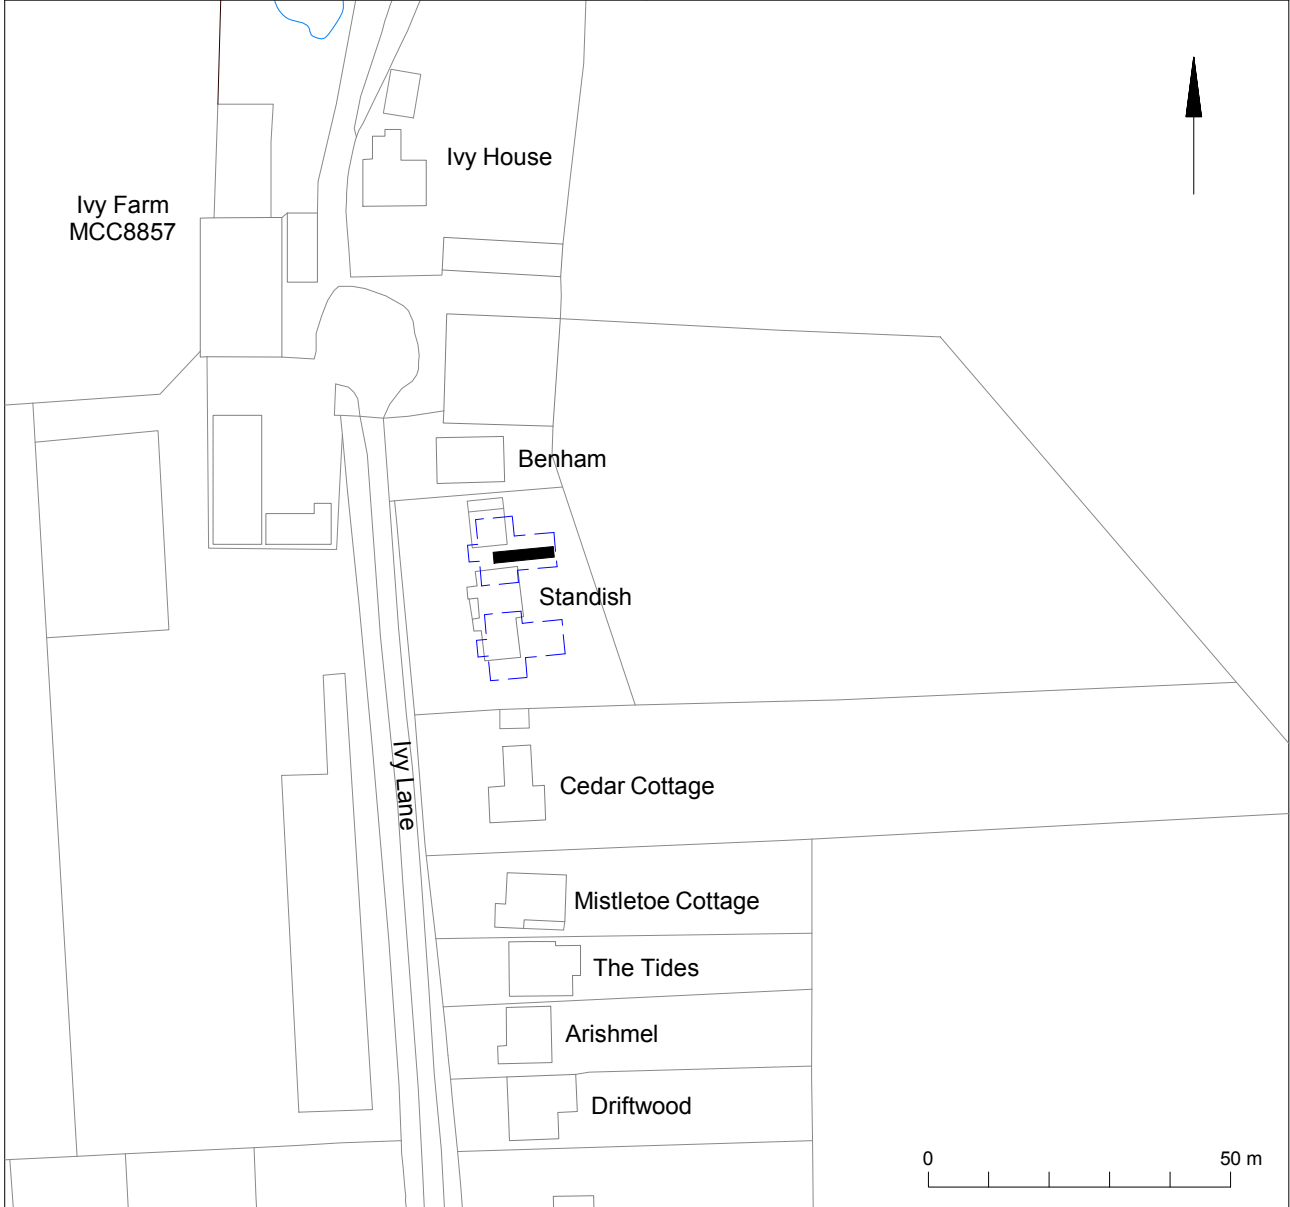 Ivy House
Ivy Farm
MCC8857
Benham
Standish
Ivy Lane
Cedar Cottage
Mistletoe Cottage
The Tides
Arishmel
Driftwood
0 50 m